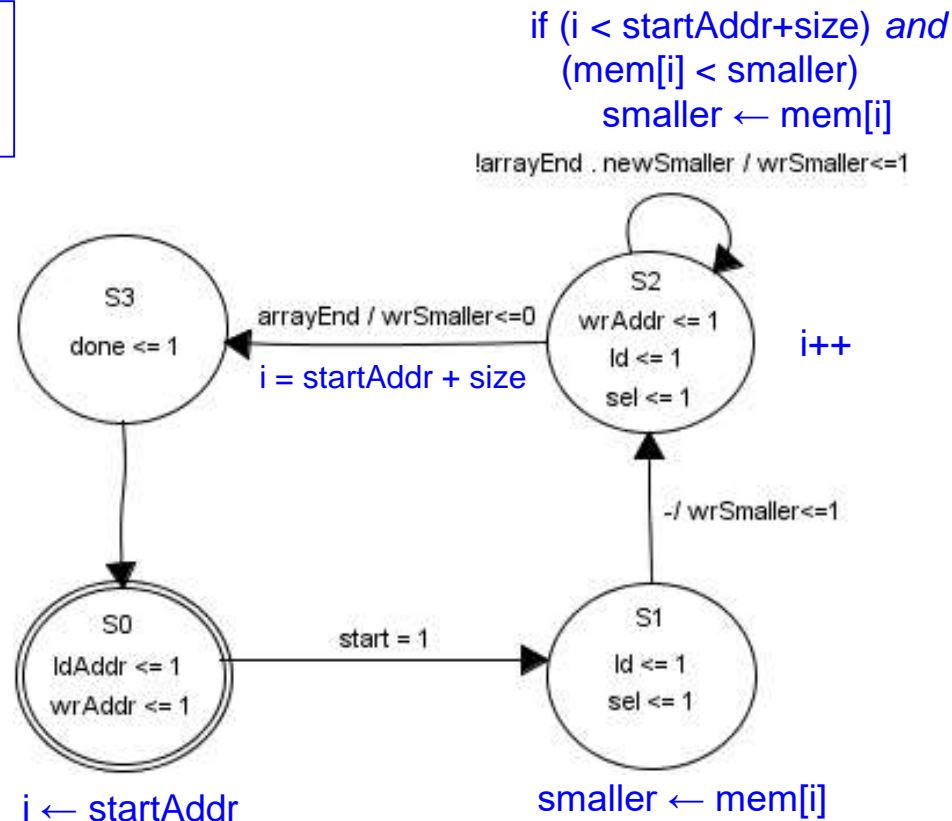 if (i < startAddr+size) and
(mem[i] < smaller)
smaller ← mem[i]
!arrayEnd . newSmaller / wrSmaller<=1
S3
done <= 1
arrayEnd / wrSmaller<=0
i = startAddr + size
S2
wrAddr <= 1
ld <= 1
sel <= 1
i++
-/ wrSmaller<=1
S0
ldAddr <= 1
wrAddr <= 1
start = 1
S1
ld <= 1
sel <= 1
i ← startAddr
smaller ← mem[i]